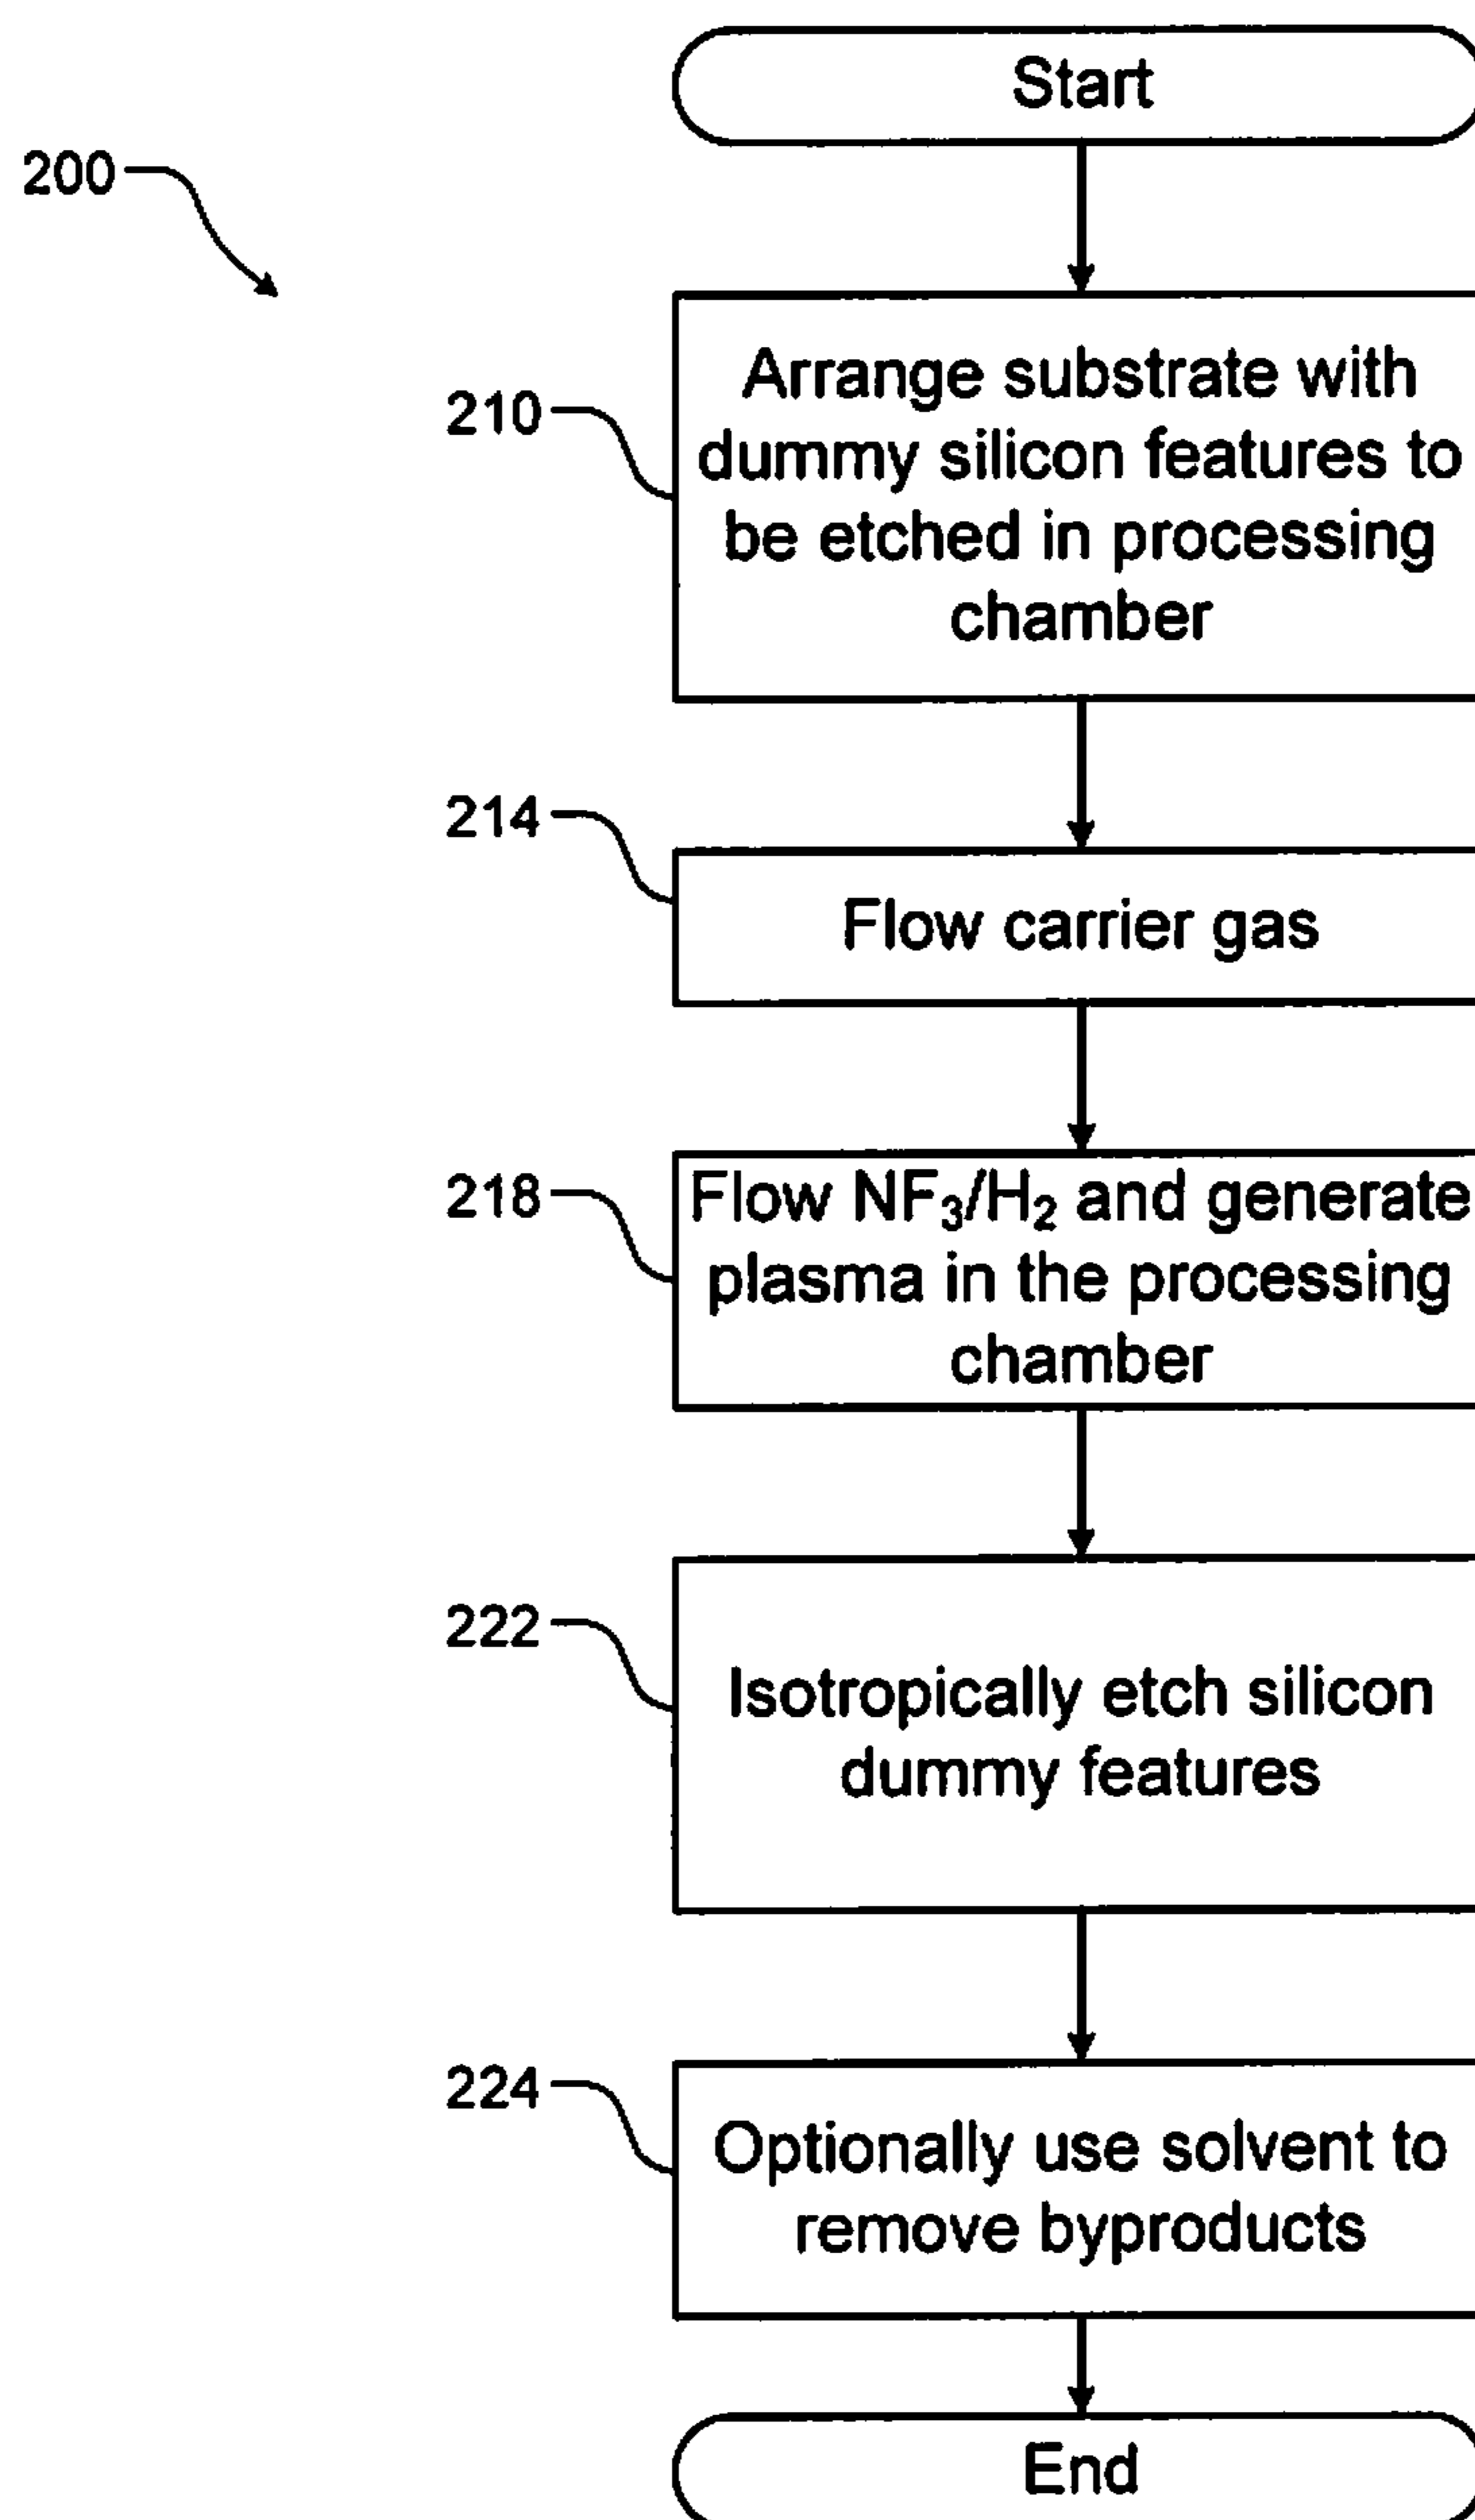 Start
200
Arrange substrate with
210
dummy silicon features to
be etched in processing
chamber
214
Flow carrier gas
218
Flow NF₃/H₂ and generate
plasma in the processing
chamber
222
Isotropically etch silicon
dummy features
224
Optionally use solvent to
remove byproducts
End